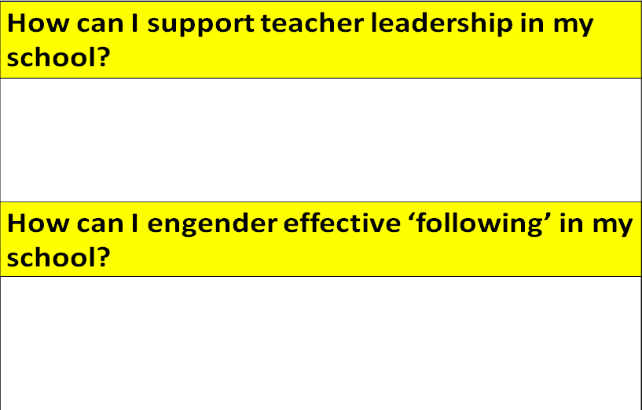 How can I support teacher leadership in my
school?
How can I engender effective ‘following’ in my
school?